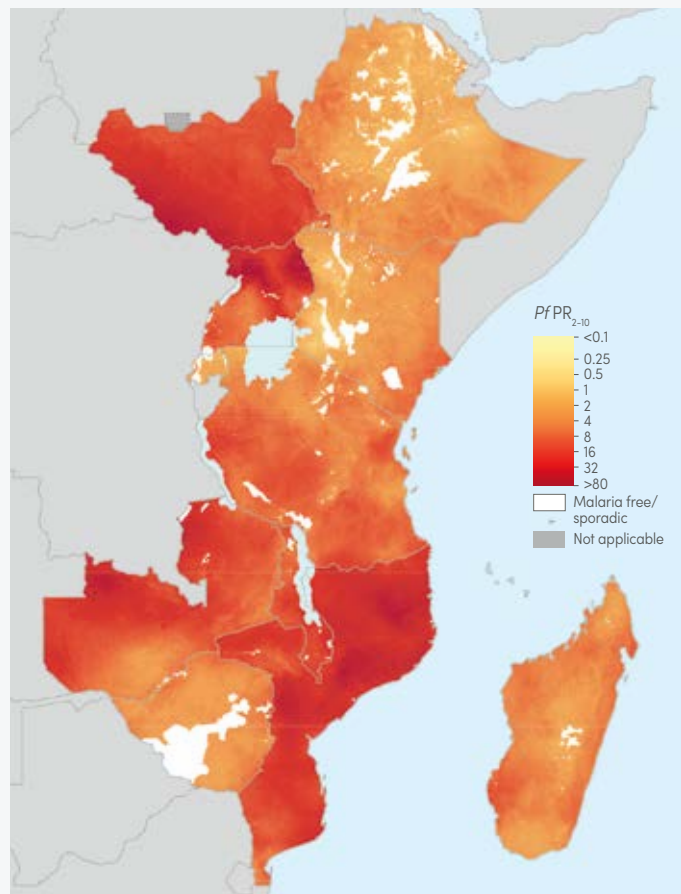 PfPR2-10
<0.1
0.25
0.5
1
2
4
8
16
32
>80
Malaria free/
sporadic
Not applicable